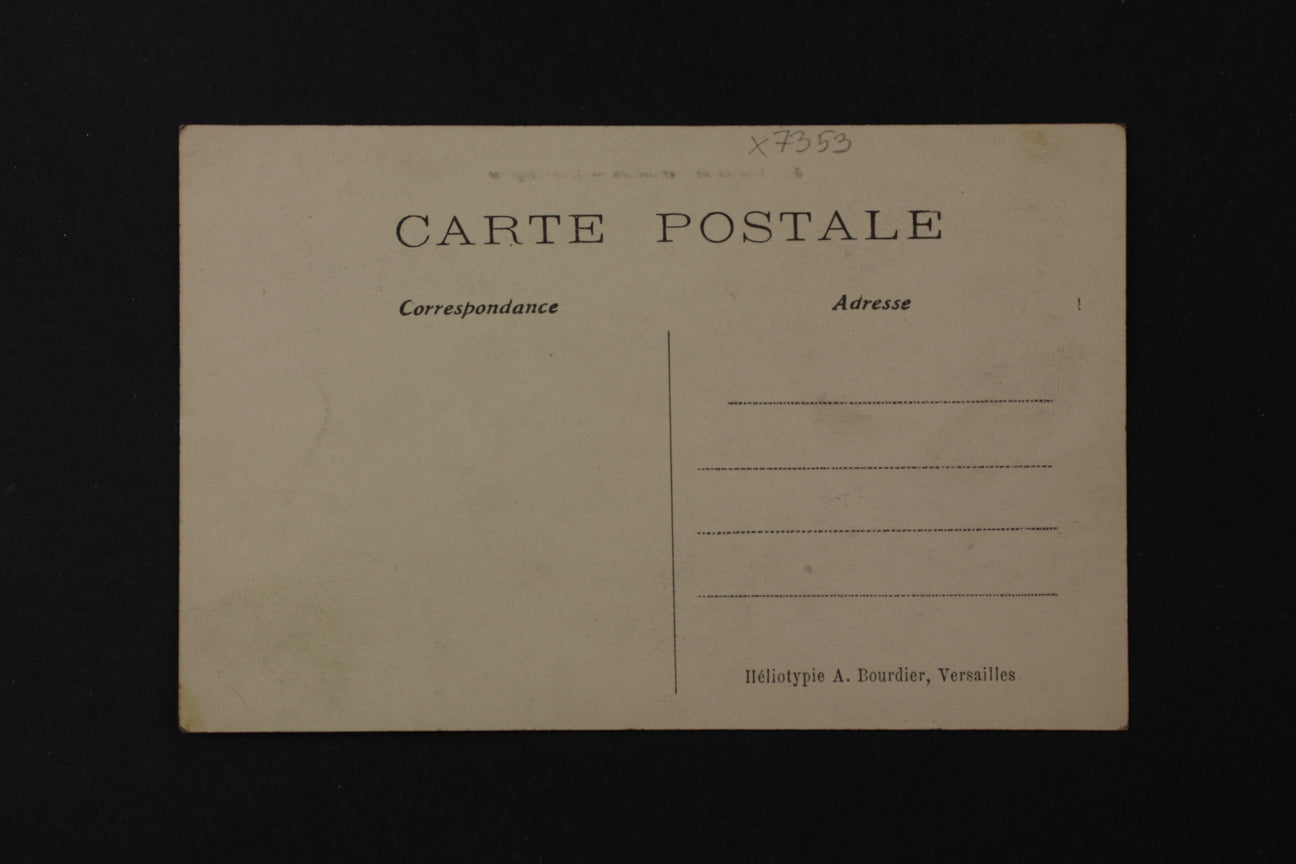 x7353
CARTE POSTALE
Correspondance
Adresse
Héliotypie A. Bourdier, Versailles